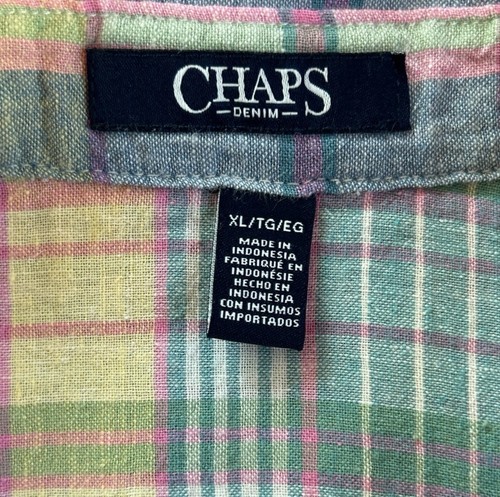 CHAPS
DENIM
XL/TG/EG
MADE IN
INDONESIA
FABRIQUÉ EN
INDONÉSIE
HECHO EN
INDONESIA
CON INSUMOS
IMPORTADOS